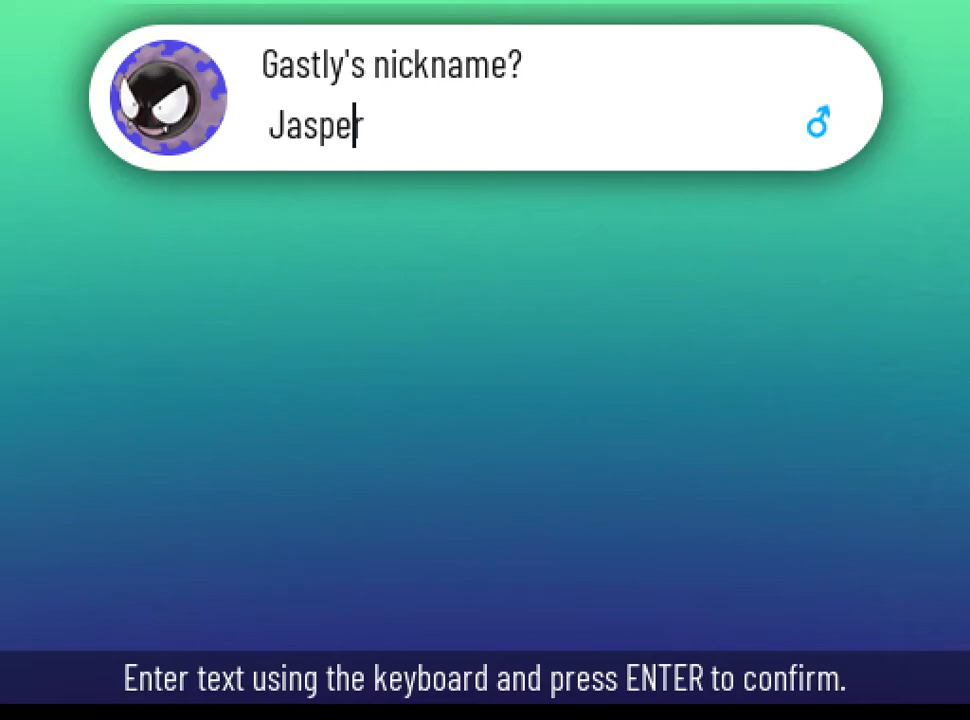 Gastly's nickname?
Jasper
♂
Enter text using the keyboard and press ENTER to confirm.